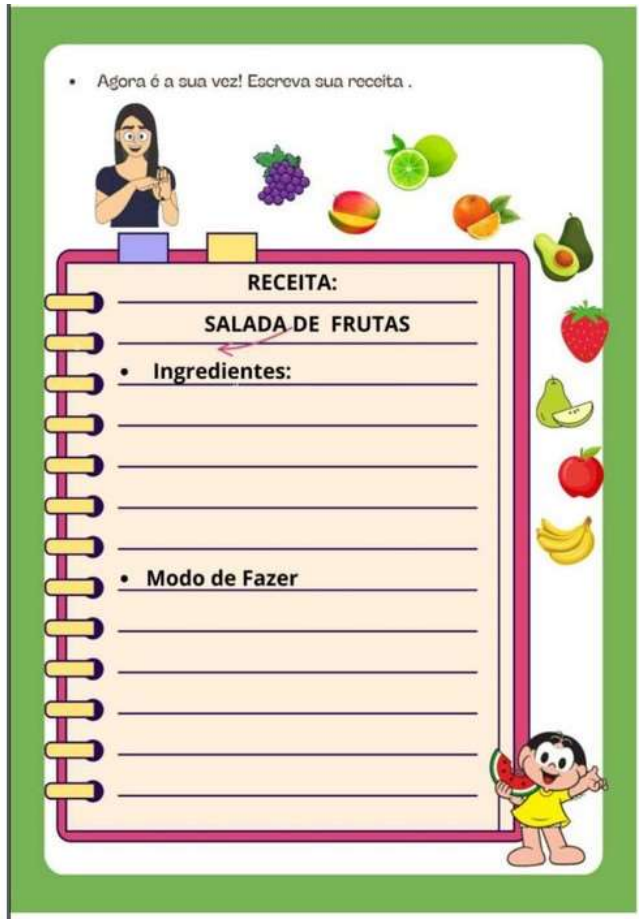 • Agora é a sua vez! Escreva sua receita .
RECEITA:
SALADA DE FRUTAS
• Ingredientes:
• Modo de Fazer